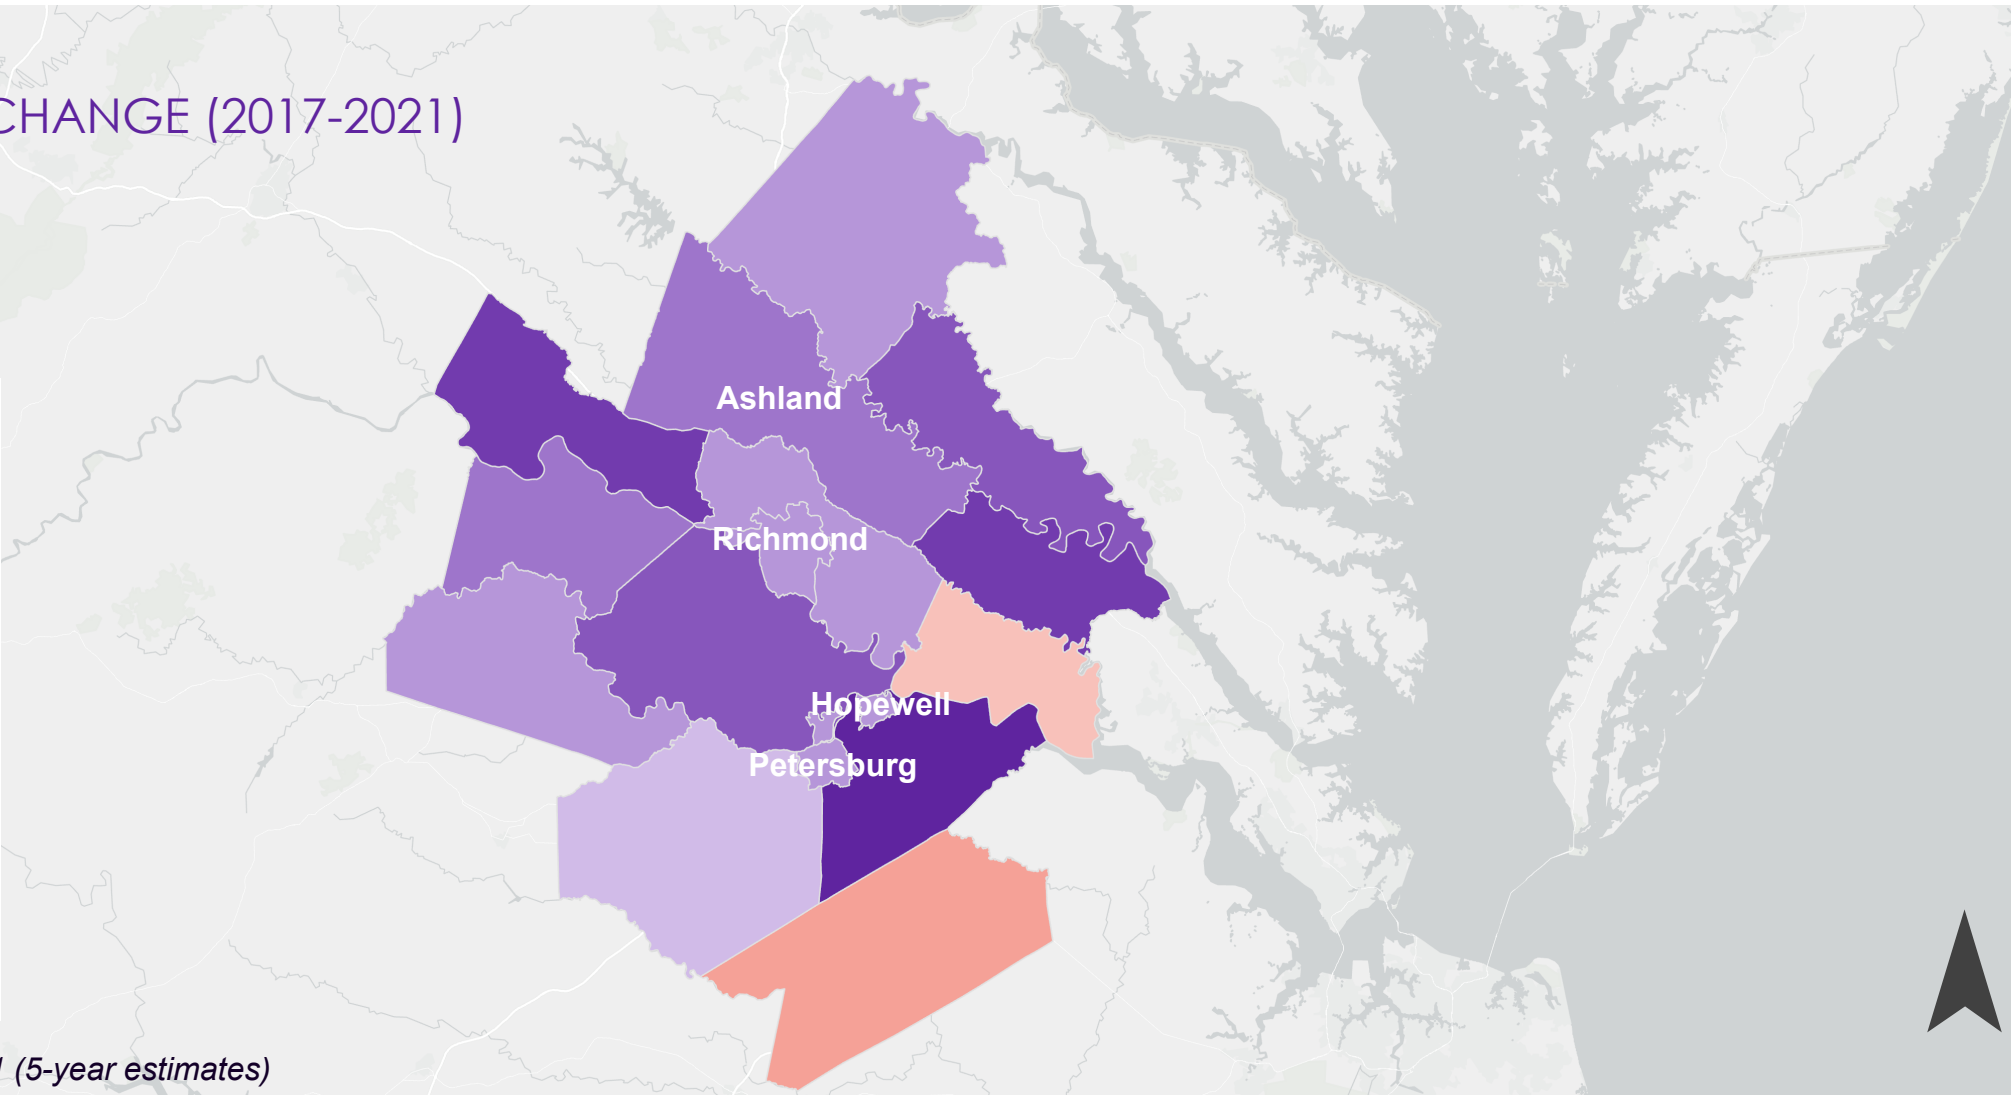 CHANGE (2017-2021)
Ashland
Richmond
Hopewell
Petersburg
(5-year estimates)